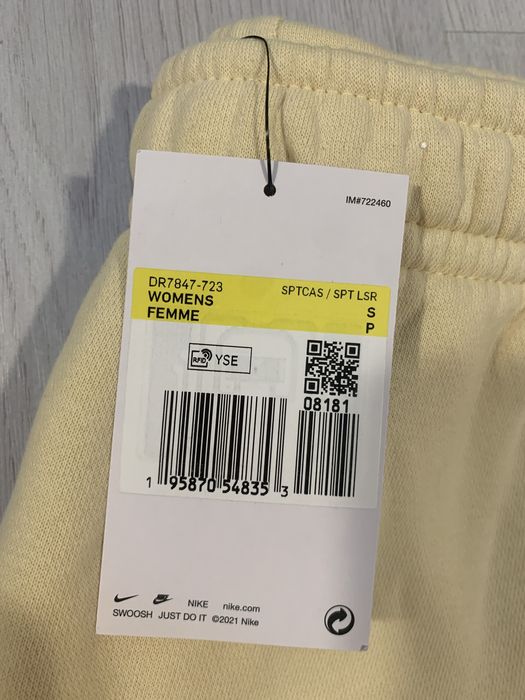 IM#722460
DR7847-723 SPTCAS / SPT LSR
WOMENS S
FEMME P
RFID YSE
08181
1 95870 54835 3
NIKE nike.com
SWOOSH JUST DO IT ©2021 Nike